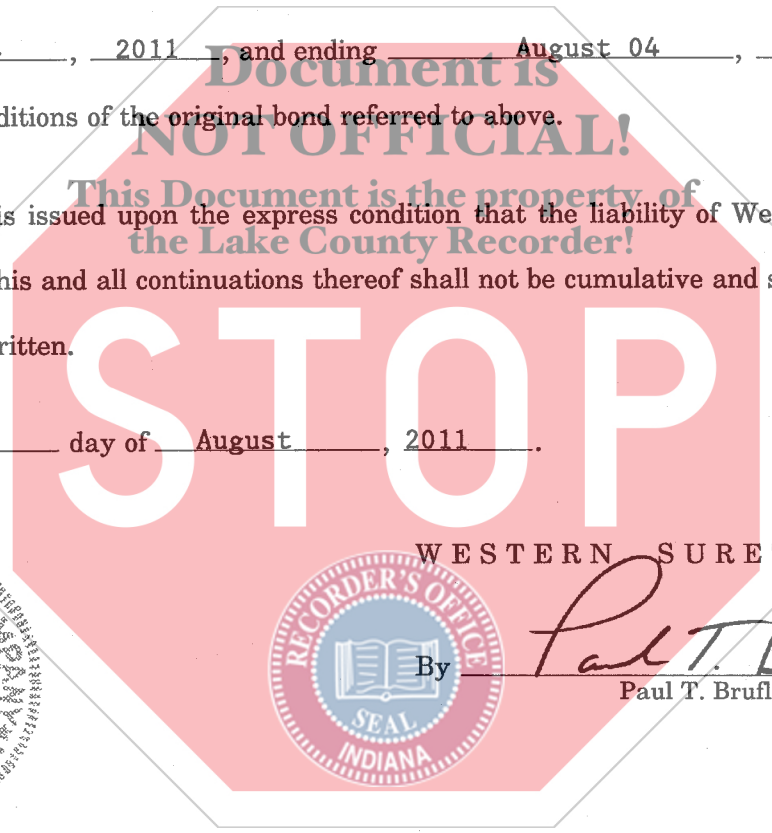 , 2011 , and ending August 04 ,
Document is
ditions of the original bond referred to above.
NOT OFFICIAL!
This Document is the property of
is issued upon the express condition that the liability of We
the Lake County Recorder!
his and all continuations thereof shall not be cumulative and s
STOP
ritten.
day of August , 2011 .
WESTERN SURE
RECORDER'S OFFICE
SEAL
INDIANA
By Paul T. B
Paul T. Brufl